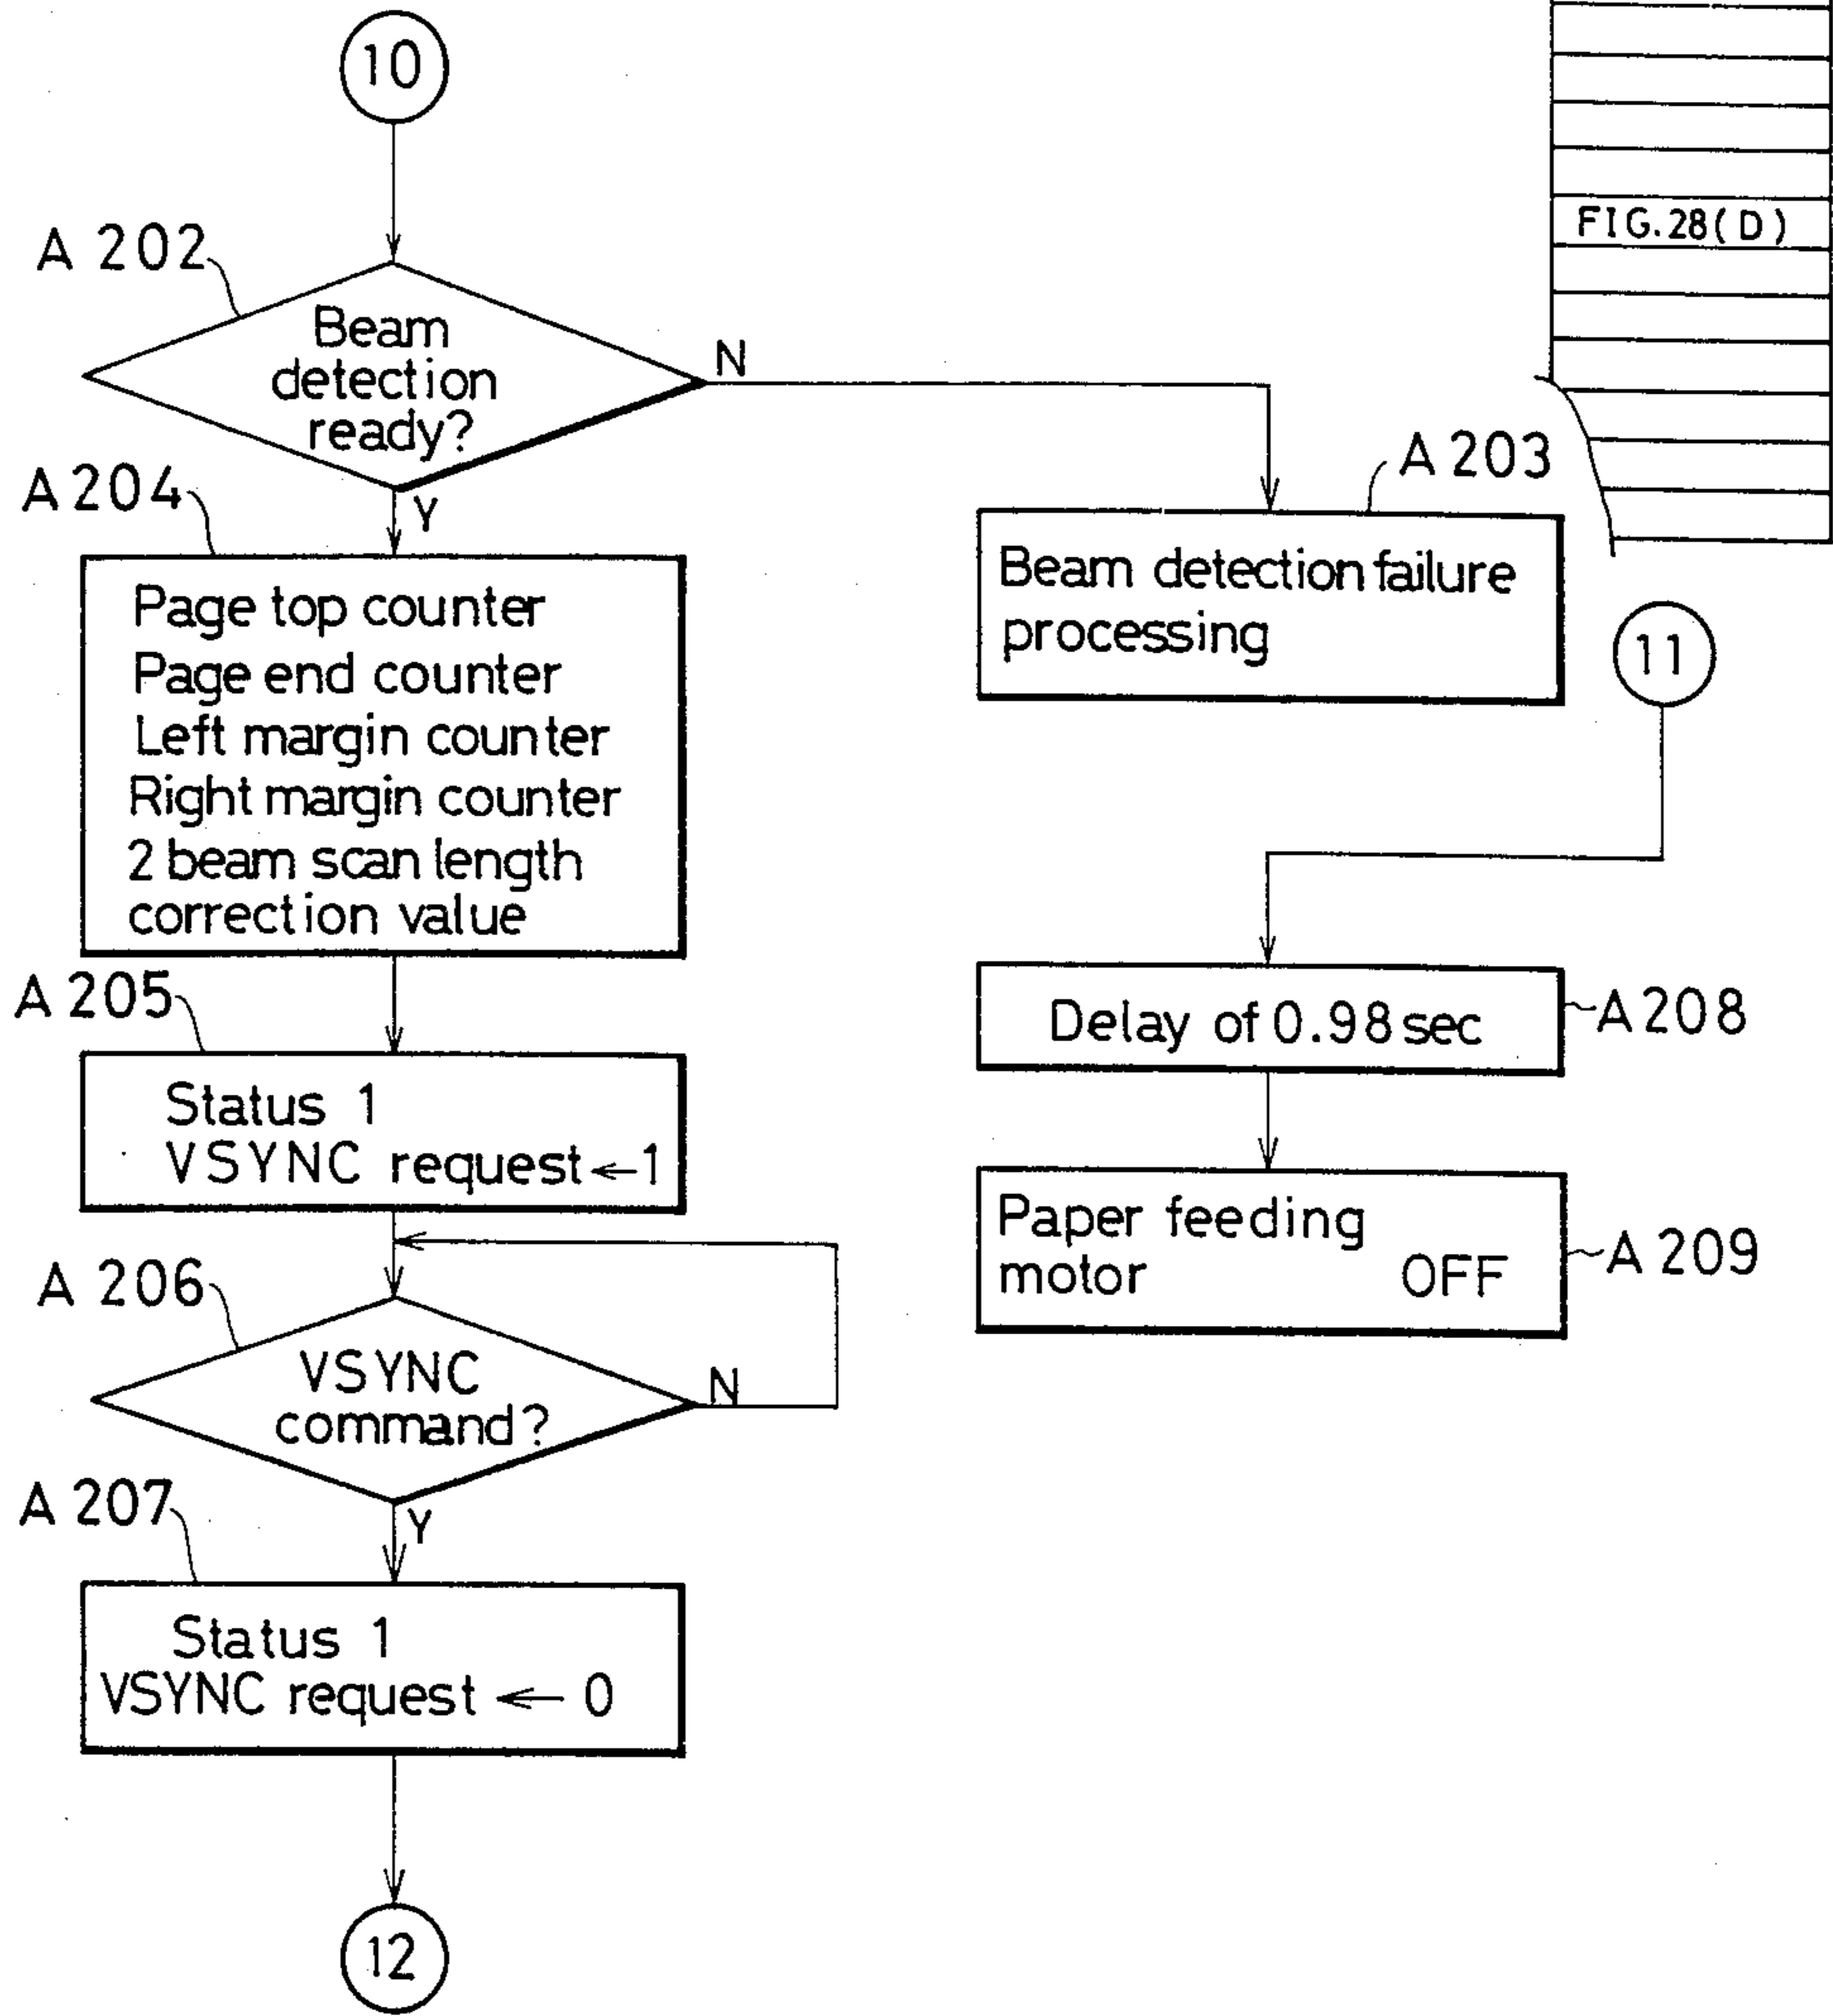 10
FIG.28(D)
A 202
Beam
detection
ready?
N
Y
A 203
Beam detection failure
processing
A 204
Page top counter
Page end counter
Left margin counter
Right margin counter
2 beam scan length
correction value
A 205
Status 1
VSYNC request ← 1
A 206
VSYNC
command?
N
Y
A 207
Status 1
VSYNC request ← 0
12
11
Delay of 0.98 sec
A 208
Paper feeding
motor OFF
A 209